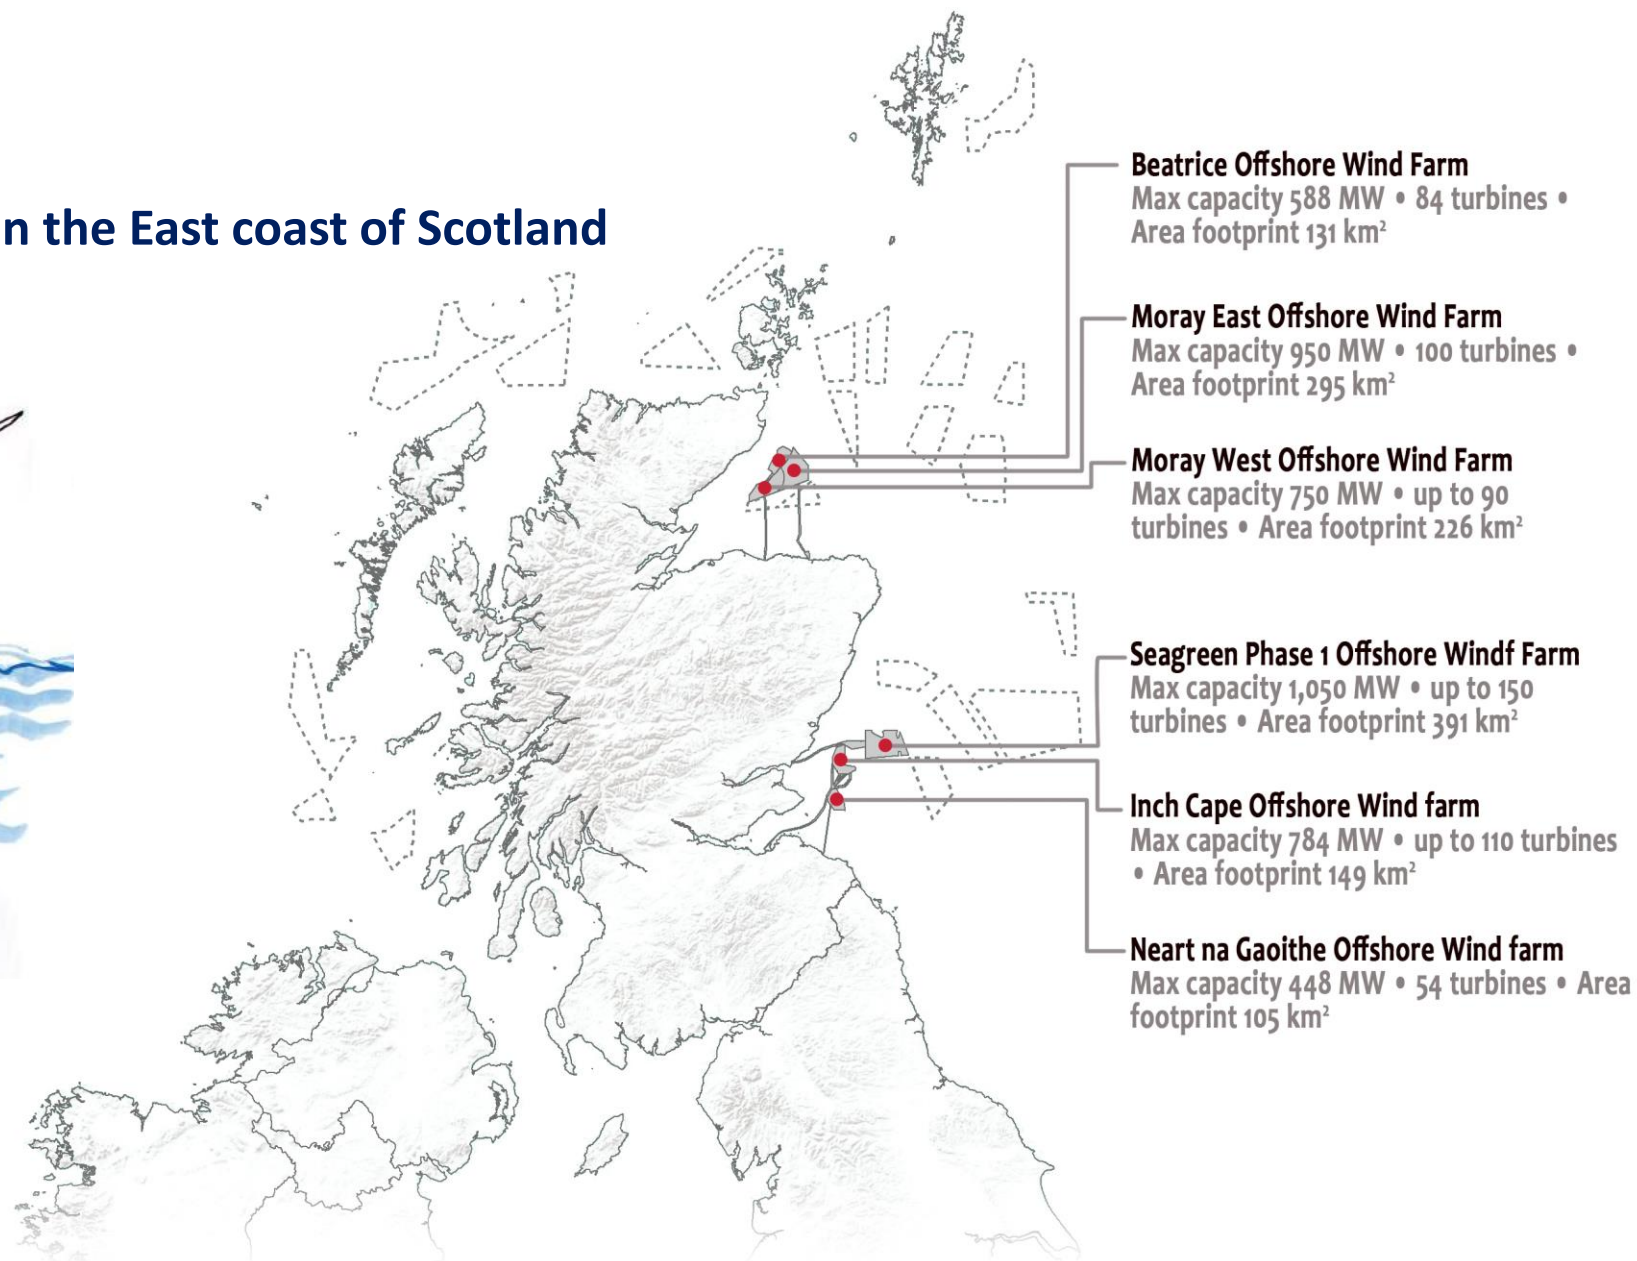 n the East coast of Scotland
Beatrice Offshore Wind Farm
Max capacity 588 MW • 84 turbines •
Area footprint 131 km²
Moray East Offshore Wind Farm
Max capacity 950 MW • 100 turbines •
Area footprint 295 km²
Moray West Offshore Wind Farm
Max capacity 750 MW • up to 90
turbines • Area footprint 226 km²
Seagreen Phase 1 Offshore Windf Farm
Max capacity 1,050 MW • up to 150
turbines • Area footprint 391 km²
Inch Cape Offshore Wind farm
Max capacity 784 MW • up to 110 turbines
• Area footprint 149 km²
Neart na Gaoithe Offshore Wind farm
Max capacity 448 MW • 54 turbines • Area
footprint 105 km²